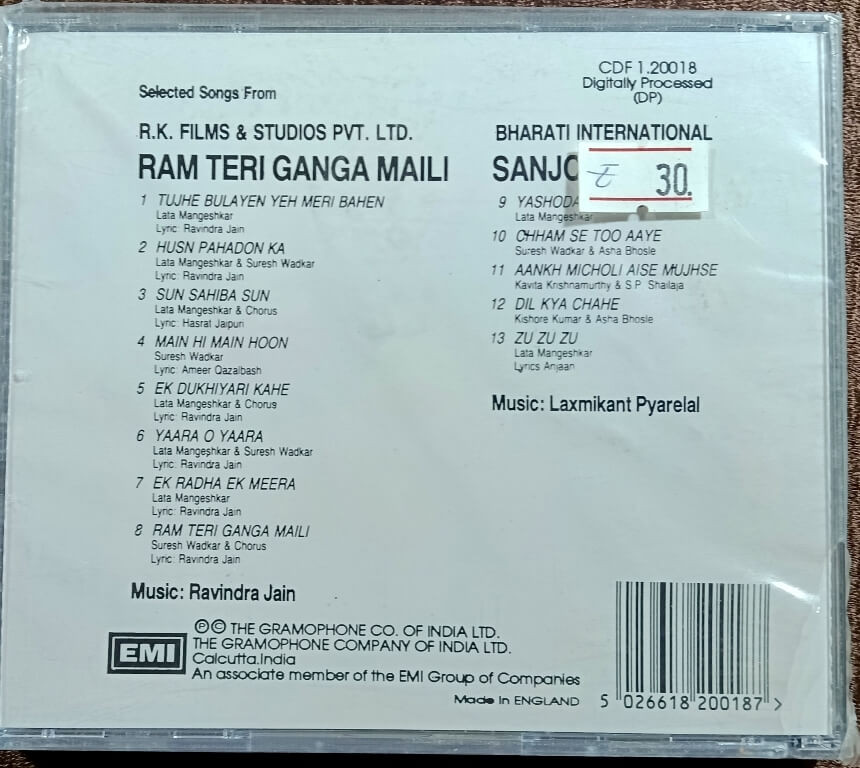 Selected Songs From
R.K. FILMS & STUDIOS PVT. LTD.
RAM TERI GANGA MAILI
1 TUJHE BULAYEN YEH MERI BAHEN
Lata Mangeshkar
Lyric: Ravindra Jain
2 HUSN PAHADON KA
Lata Mangeshkar & Suresh Wadkar
Lyric: Ravindra Jain
3 SUN SAHIBA SUN
Lata Mangeshkar & Chorus
Lyric: Hasrat Jaipuri
4 MAIN HI MAIN HOON
Suresh Wadkar
Lyric: Ameer Qazalbash
5 EK DUKHIYARI KAHE
Lata Mangeshkar & Chorus
Lyric: Ravindra Jain
6 YAARA O YAARA
Lata Mangeshkar & Suresh Wadkar
Lyric: Ravindra Jain
7 EK RADHA EK MEERA
Lata Mangeshkar
Lyric: Ravindra Jain
8 RAM TERI GANGA MAILI
Suresh Wadkar & Chorus
Lyric: Ravindra Jain
Music: Ravindra Jain
CDF 1.20018
Digitally Processed
(DP)
BHARATI INTERNATIONAL
30.
9 YASHODA
Lata Mangeshkar
10 CHHAM SE TOO AAYE
Suresh Wadkar & Asha Bhosle
11 AANKH MICHOLI AISE MUJHSE
Kavita Krishnamurthy & S.P. Shailaja
12 DIL KYA CHAHE
Kishore Kumar & Asha Bhosle
13 ZU ZU ZU
Lata Mangeshkar
Lyrics Anjaan
Music: Laxmikant Pyarelal
EMI
℗© THE GRAMOPHONE CO. OF INDIA LTD.
THE GRAMOPHONE COMPANY OF INDIA LTD.
Calcutta.India
An associate member of the EMI Group of Companies
Made in ENGLAND
5 026618 200187 >